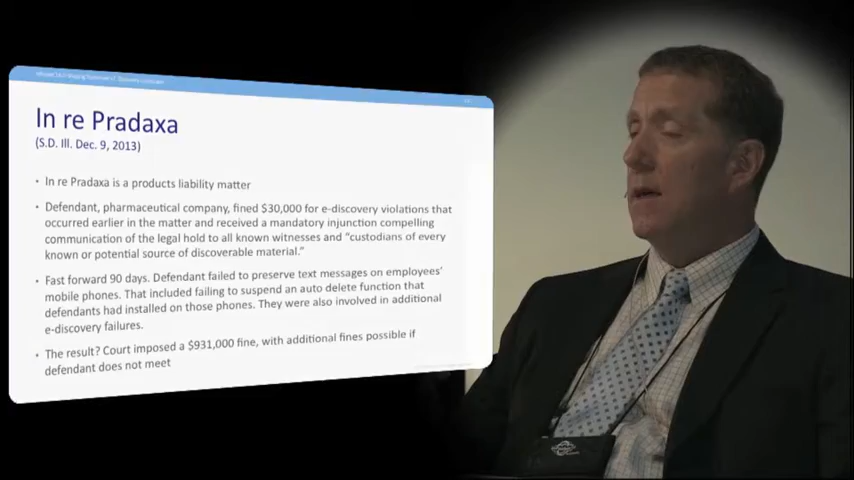 In re Pradaxa
(S.D. Ill. Dec. 9, 2013)
• In re Pradaxa is a products liability matter
• Defendant, pharmaceutical company, fined $30,000 for e-discovery violations that
occurred earlier in the matter and received a mandatory injunction compelling
communication of the legal hold to all known witnesses and “custodians of every
known or potential source of discoverable material.”
• Fast forward 90 days. Defendant failed to preserve text messages on employees’
mobile phones. That included failing to suspend an auto delete function that
defendants had installed on those phones. They were also involved in additional
e-discovery failures.
• The result? Court imposed a $931,000 fine, with additional fines possible if
defendant does not meet